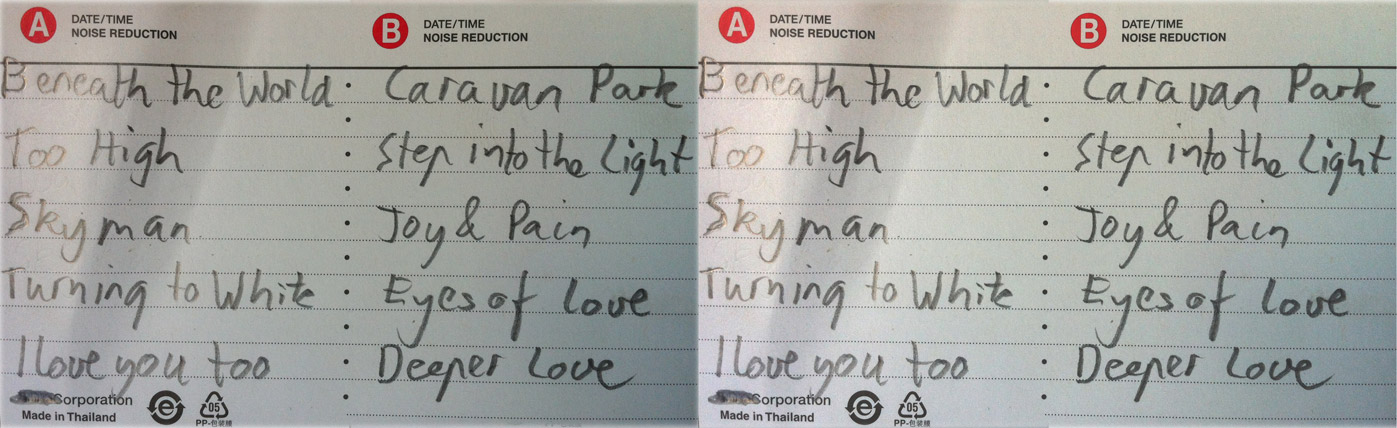 A DATE/TIME
NOISE REDUCTION
Beneath the World
Too High
Skyman
Turning to White
I love you too
Corporation
Made in Thailand
e
05
PP-包装紙
B DATE/TIME
NOISE REDUCTION
Caravan Park
Step into the Light
Joy & Pain
Eyes of Love
Deeper Love
A DATE/TIME
NOISE REDUCTION
Beneath the World
Too High
Skyman
Turning to White
I love you too
Corporation
Made in Thailand
e
05
PP-包装紙
B DATE/TIME
NOISE REDUCTION
Caravan Park
Step into the Light
Joy & Pain
Eyes of Love
Deeper Love